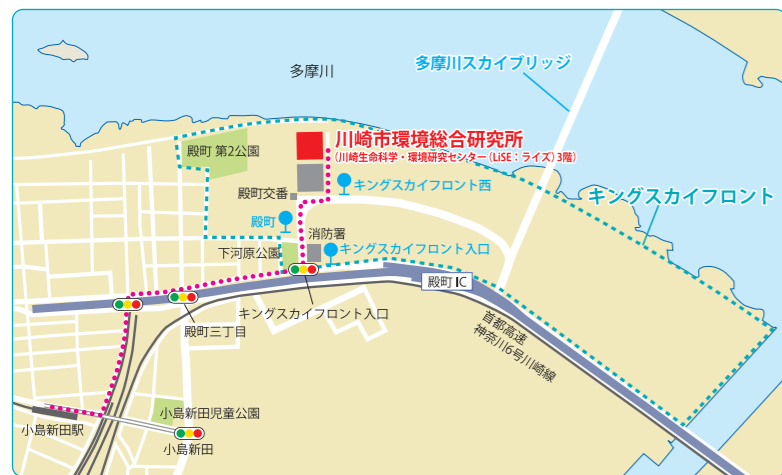 多摩川
多摩川スカイブリッジ
川崎市環境総合研究所
(川崎生命科学・環境研究センター(LiSE:ライズ)3階)
殿町 第2公園
殿町交番
キングスカイフロント西
キングスカイフロント
殿町
消防署
下河原公園
キングスカイフロント入口
殿町 IC
キングスカイフロント入口
殿町三丁目
首都高速
神奈川6号川崎線
小島新田児童公園
小島新田駅
小島新田